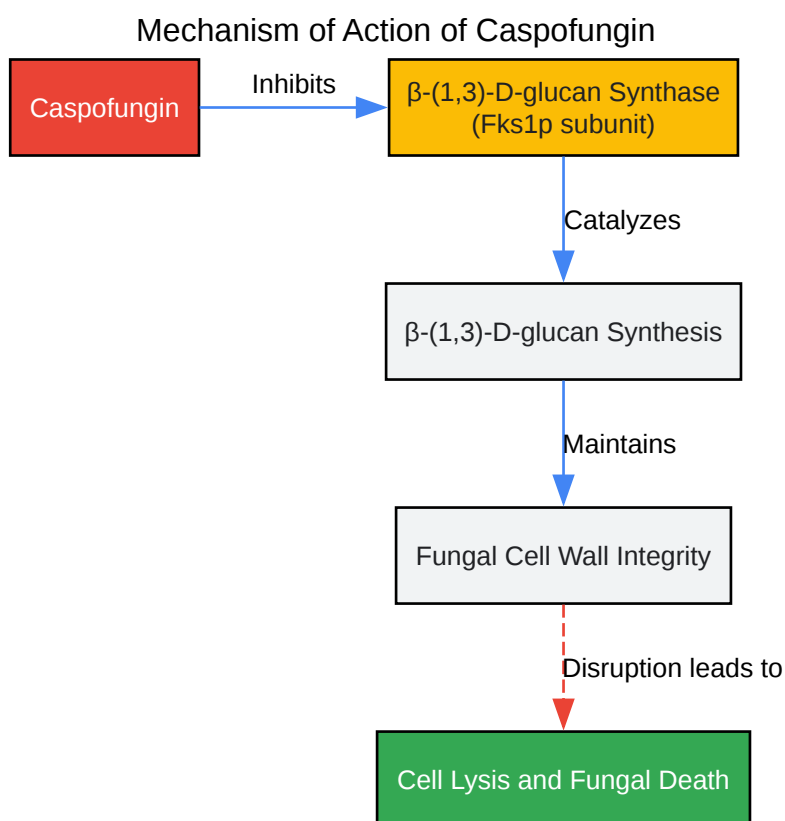 Mechanism of Action of Caspofungin
Caspofungin
Inhibits
β-(1,3)-D-glucan Synthase
(Fks1p subunit)
Catalyzes
β-(1,3)-D-glucan Synthesis
Maintains
Fungal Cell Wall Integrity
Disruption leads to
Cell Lysis and Fungal Death